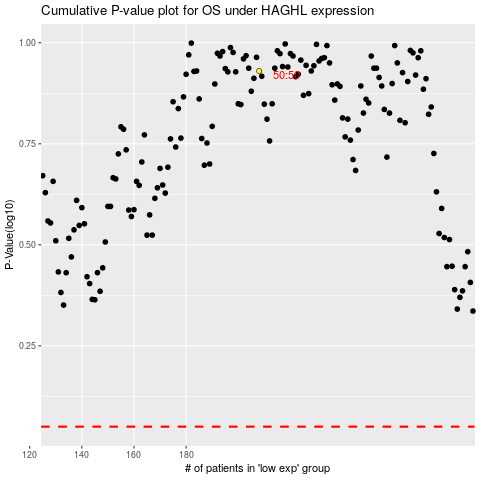 Cumulative P-value plot for OS under HAGHL expression
1.00
50:50
0.75
P-Value(log10)
0.50
0.25
120 140 160 180
# of patients in 'low exp' group